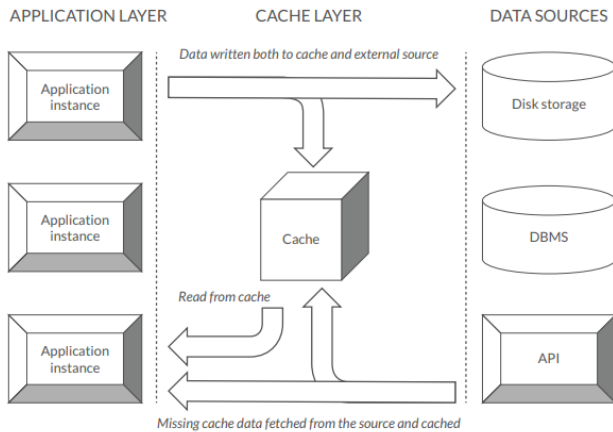 APPLICATION LAYER
CACHE LAYER
DATA SOURCES
Data written both to cache and external source
Application
instance
Disk storage
Application
instance
Cache
DBMS
Read from cache
Application
instance
API
Missing cache data fetched from the source and cached